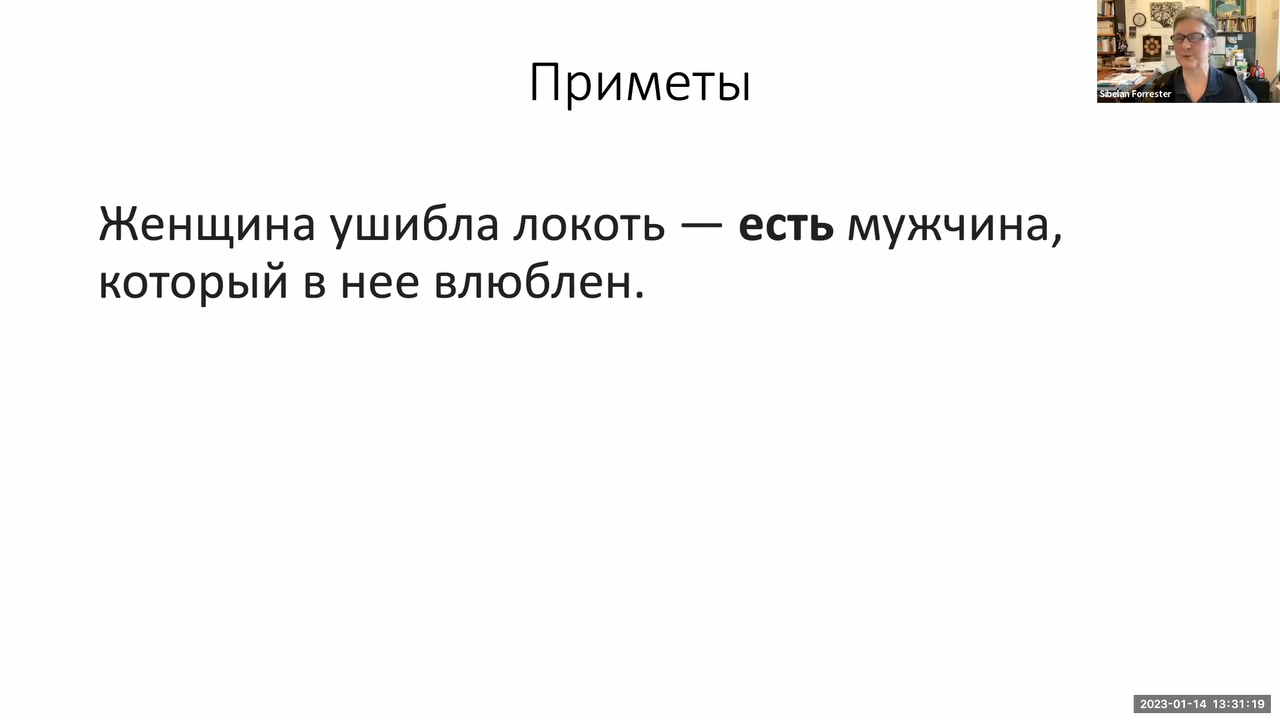 Приметы
Sibelan Forrester
Женщина ушибла локоть — есть мужчина,
который в нее влюблен.
2023-01-14 13:31:19